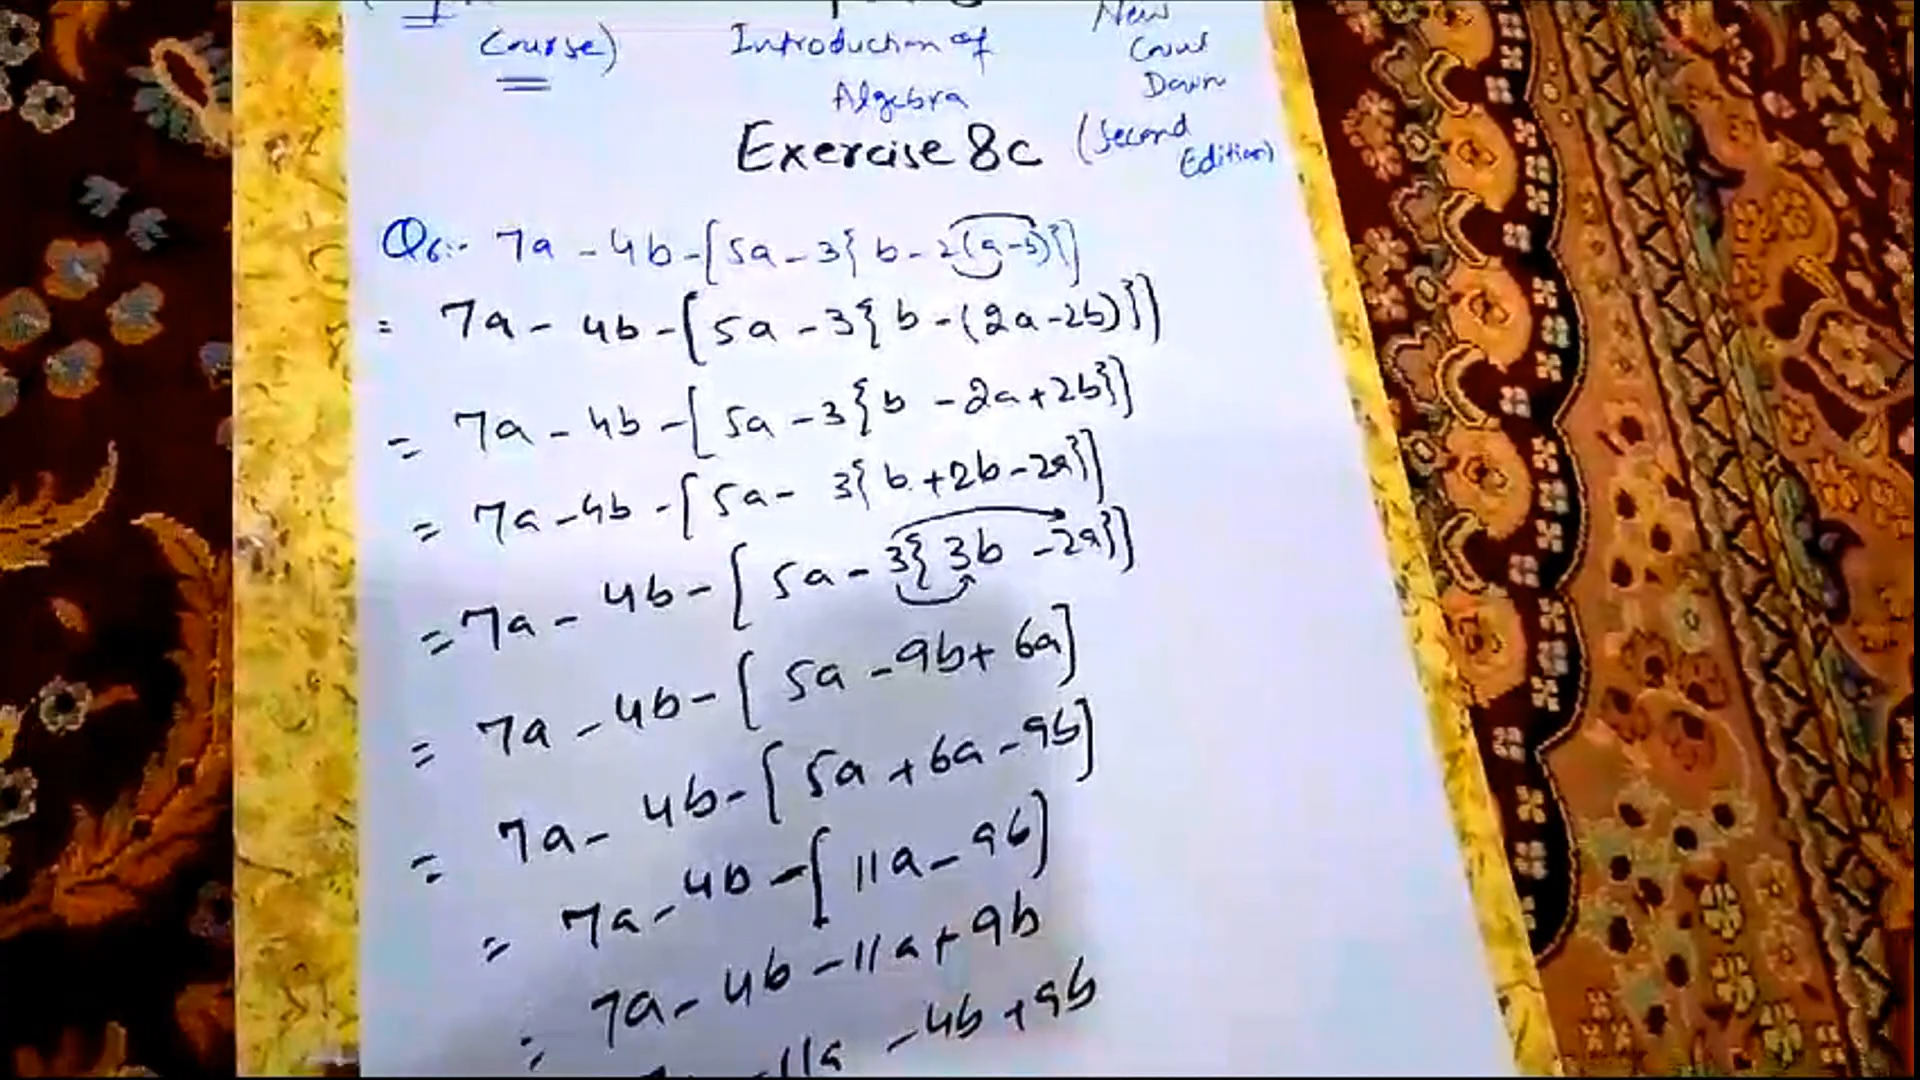 Course) Introduction of New
Algebra Count
Down
Exercise 8c (Second
Edition)
Q6:- 7a - 4b - [5a - 3{b - 2(a - b)}]
= 7a - 4b - [5a - 3{b - (2a - 2b)}]
= 7a - 4b - [5a - 3{b - 2a + 2b}]
= 7a - 4b - [5a - 3{b + 2b - 2a}]
= 7a - 4b - [5a - 3{3b - 2a}]
= 7a - 4b - [5a - 9b + 6a]
= 7a - 4b - [5a + 6a - 9b]
= 7a - 4b - [11a - 9b]
= 7a - 4b - 11a + 9b
- 11a - 4b + 9b